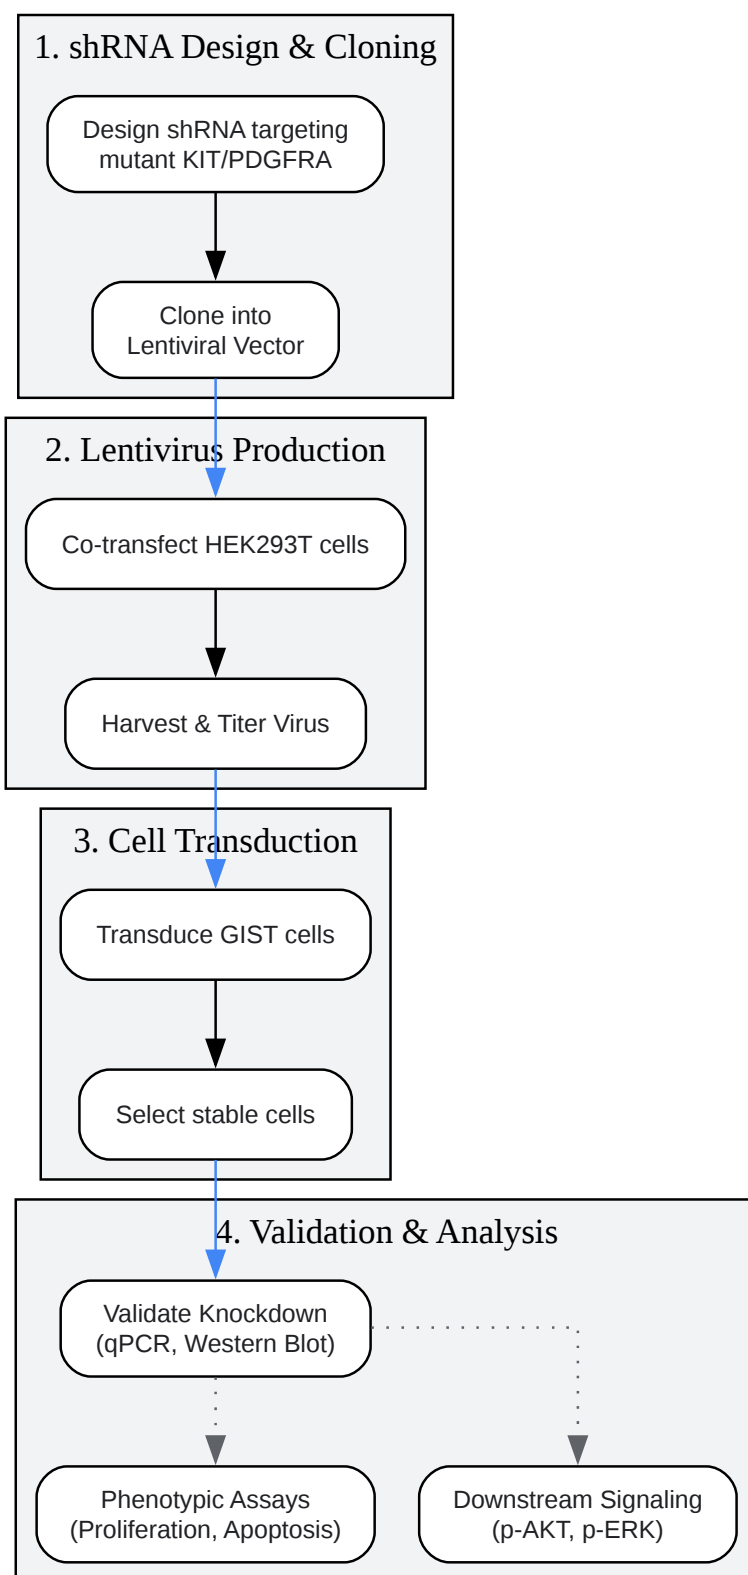 1. shRNA Design & Cloning
Design shRNA targeting
mutant KIT/PDGFRA
Clone into
Lentiviral Vector
2. Lentivirus Production
Co-transfect HEK293T cells
Harvest & Titer Virus
3. Cell Transduction
Transduce GIST cells
Select stable cells
4. Validation & Analysis
Validate Knockdown
(qPCR, Western Blot)
Phenotypic Assays
(Proliferation, Apoptosis)
Downstream Signaling
(p-AKT, p-ERK)